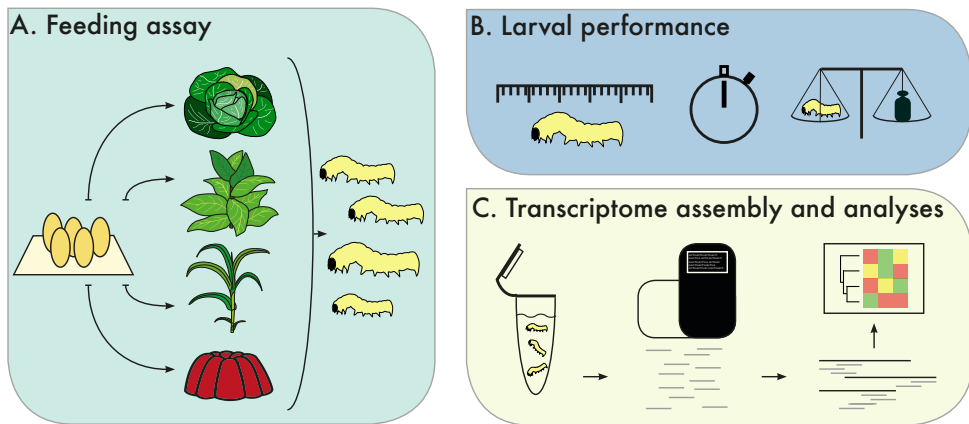 A. Feeding assay
B. Larval performance
C. Transcriptome assembly and analyses